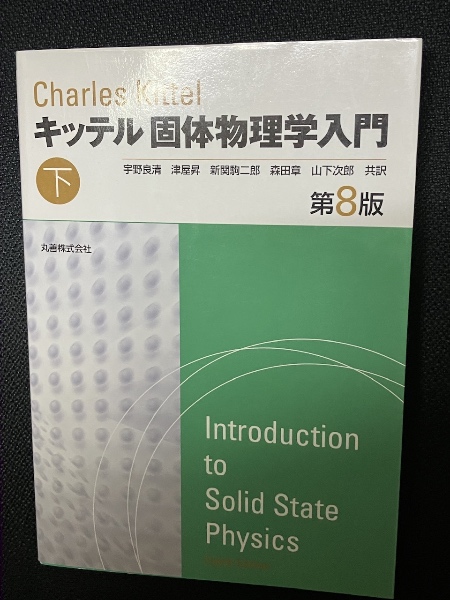 Charles Kittel
キッテル 固体物理学入門
下
宇野良清 津屋昇 新関駒二郎 森田章 山下次郎 共訳
第8版
丸善株式会社
Introduction
to
Solid State
Physics